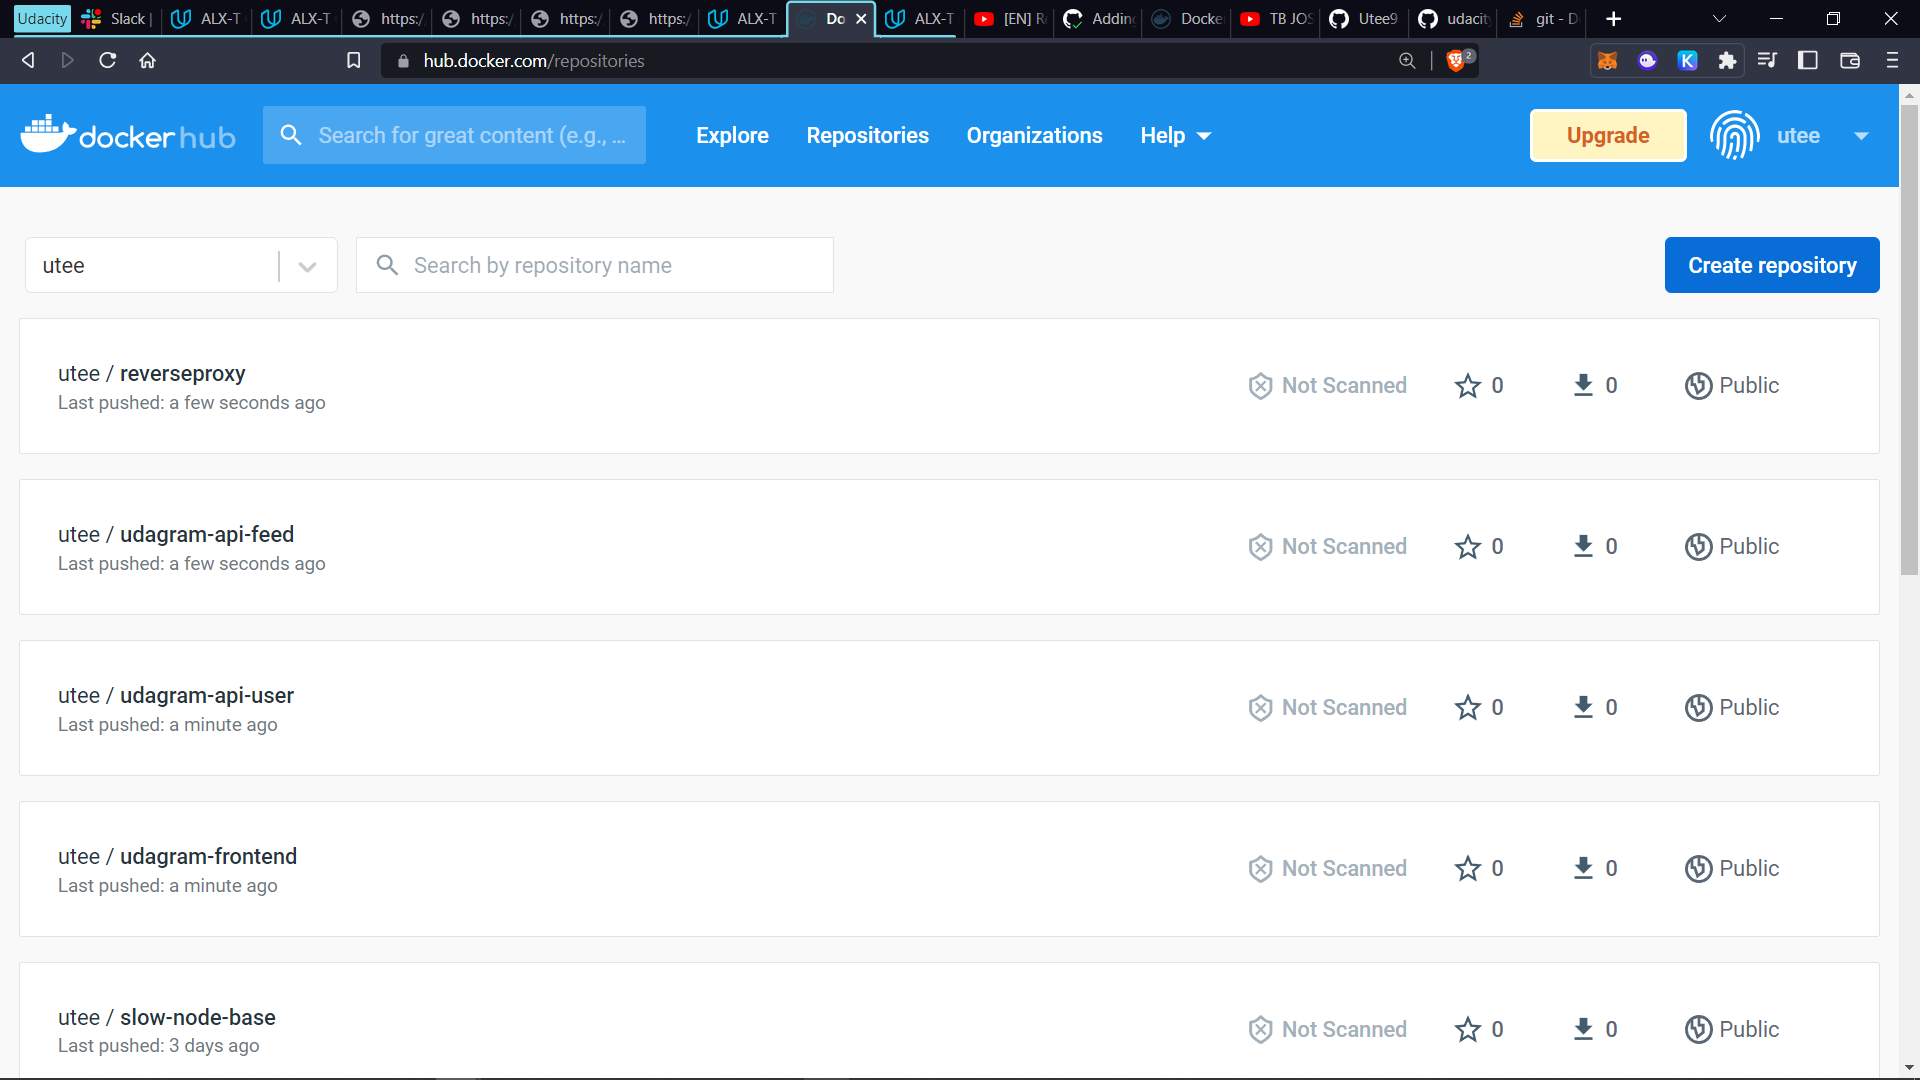 Udacity Slack | ALX-T ALX-T https:/ https:/ https:/ https:/ ALX-T Do ALX-T [EN] R Adding Docke TB JOS Utee9 udacit git - D
hub.docker.com/repositories 2
docker hub Search for great content (e.g., ... Explore Repositories Organizations Help Upgrade utee
utee Search by repository name Create repository
utee / reverseproxy
Last pushed: a few seconds ago
Not Scanned 0 0 Public
utee / udagram-api-feed
Last pushed: a few seconds ago
Not Scanned 0 0 Public
utee / udagram-api-user
Last pushed: a minute ago
Not Scanned 0 0 Public
utee / udagram-frontend
Last pushed: a minute ago
Not Scanned 0 0 Public
utee / slow-node-base
Last pushed: 3 days ago
Not Scanned 0 0 Public